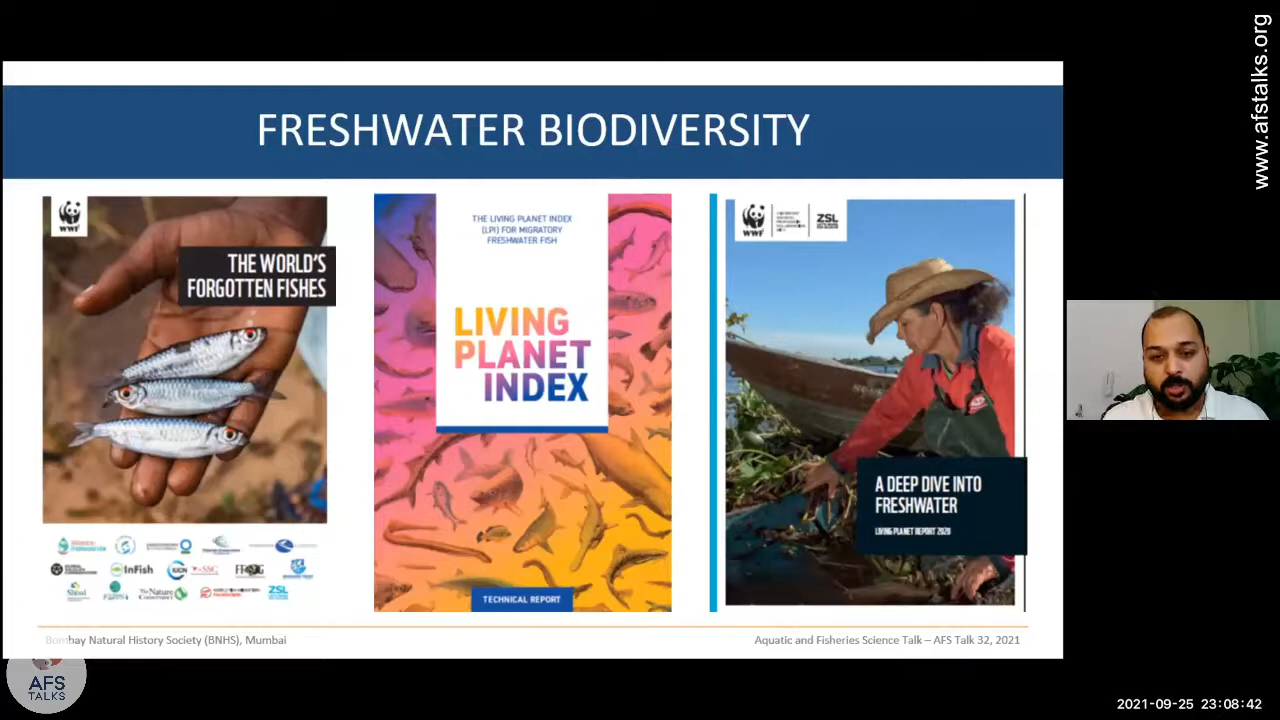 www.afstalks.org
FRESHWATER BIODIVERSITY
WWF
THE WORLD'S
FORGOTTEN FISHES
InFish
IUCN
SSC
Shoal
The Nature
Conservancy
ZSL
THE LIVING PLANET INDEX
(LPI) FOR MIGRATORY
FRESHWATER FISH
LIVING
PLANET
INDEX
TECHNICAL REPORT
WWF
ZSL
A DEEP DIVE INTO
FRESHWATER
LIVING PLANET REPORT 2020
Bombay Natural History Society (BNHS), Mumbai
Aquatic and Fisheries Science Talk – AFS Talk 32, 2021
AFS
TALKS
2021-09-25 23:08:42